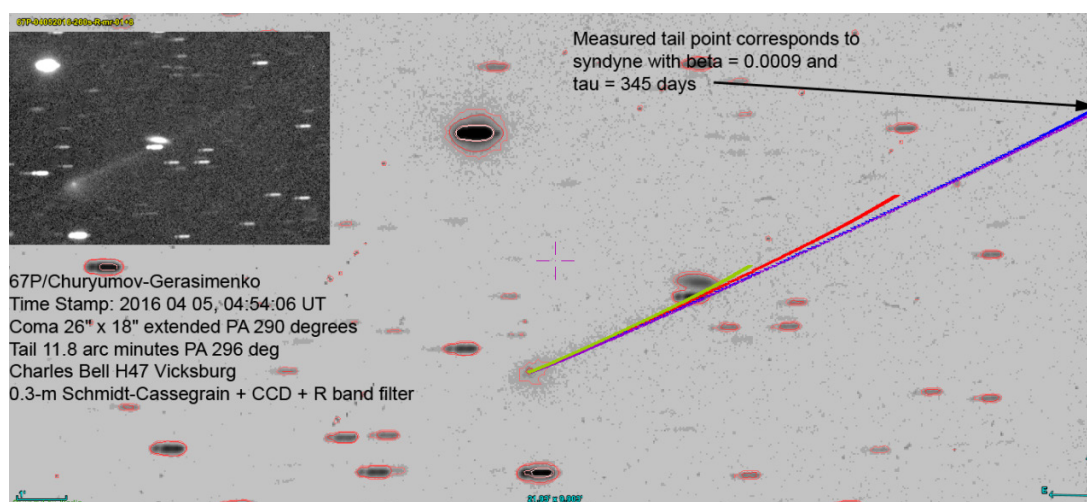 Measured tail point corresponds to
syndyne with beta = 0.0009 and
tau = 345 days
67P/Churyumov-Gerasimenko
Time Stamp: 2016 04 05, 04:54:06 UT
Coma 26" x 18" extended PA 290 degrees
Tail 11.8 arc minutes PA 296 deg
Charles Bell H47 Vicksburg
0.3-m Schmidt-Cassegrain + CCD + R band filter
1'
E